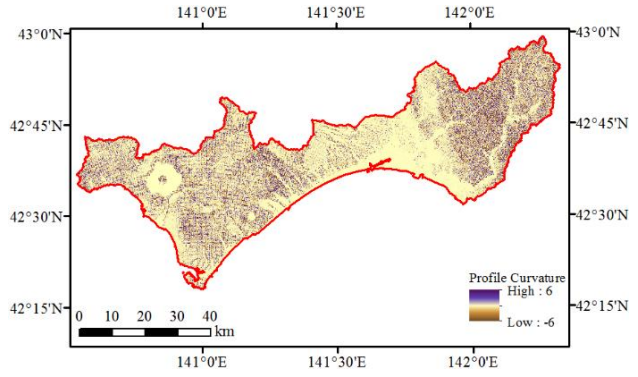 141°0'E 141°30'E 142°0'E
43°0'N 43°0'N
42°45'N 42°45'N
42°30'N 42°30'N
Profile Curvature
High : 6
Low : -6
42°15'N 42°15'N
0 10 20 30 40
km
141°0'E 141°30'E 142°0'E